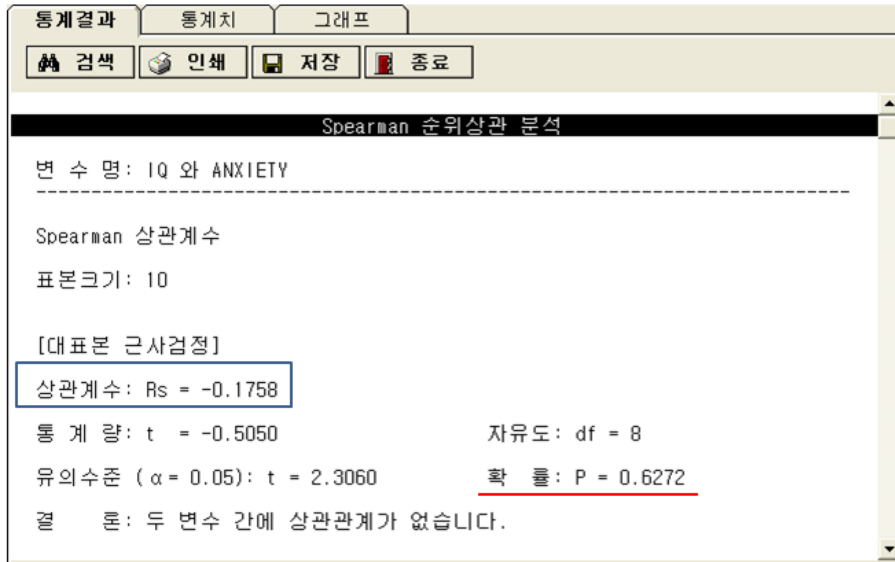 통계결과 통계치 그래프
검색 인쇄 저장 종료
Spearman 순위상관 분석
변 수 명: IQ 와 ANXIETY
--------------------------------------------------------------------------
Spearman 상관계수
표본크기: 10
[대표본 근사검정]
상관계수: Rs = -0.1758
통 계 량: t = -0.5050 자유도: df = 8
유의수준 (α= 0.05): t = 2.3060 확 률: P = 0.6272
결 론: 두 변수 간에 상관관계가 없습니다.